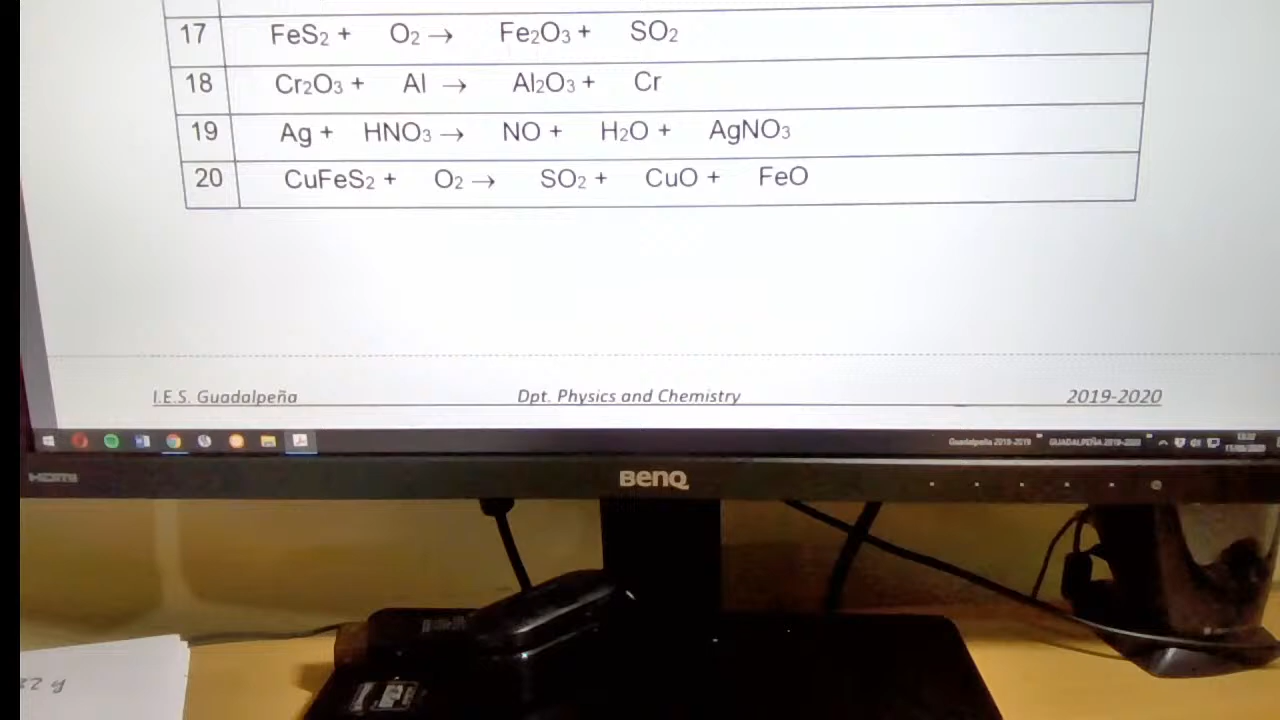 17 FeS2 + O2 → Fe2O3 + SO2
18 Cr2O3 + Al → Al2O3 + Cr
19 Ag + HNO3 → NO + H2O + AgNO3
20 CuFeS2 + O2 → SO2 + CuO + FeO
I.E.S. Guadalpeña Dpt. Physics and Chemistry 2019-2020
HDMI BenQ